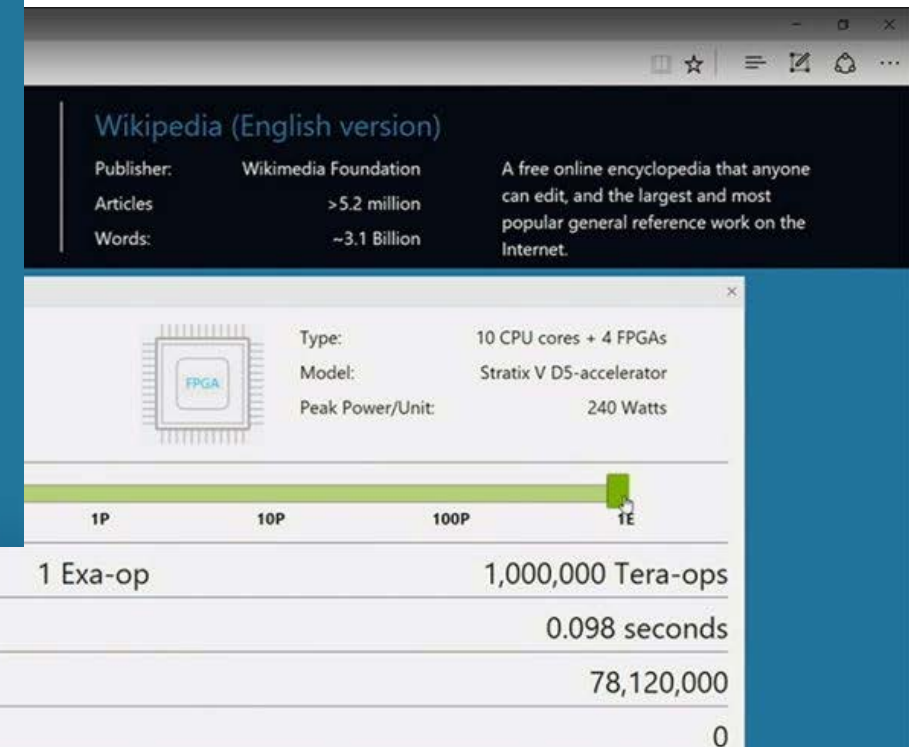 Wikipedia (English version)
Publisher: Wikimedia Foundation
Articles >5.2 million
Words: ~3.1 Billion
A free online encyclopedia that anyone
can edit, and the largest and most
popular general reference work on the
Internet.
FPGA
Type: 10 CPU cores + 4 FPGAs
Model: Stratix V D5-accelerator
Peak Power/Unit: 240 Watts
1P 10P 100P 1E
1 Exa-op 1,000,000 Tera-ops
0.098 seconds
78,120,000
0